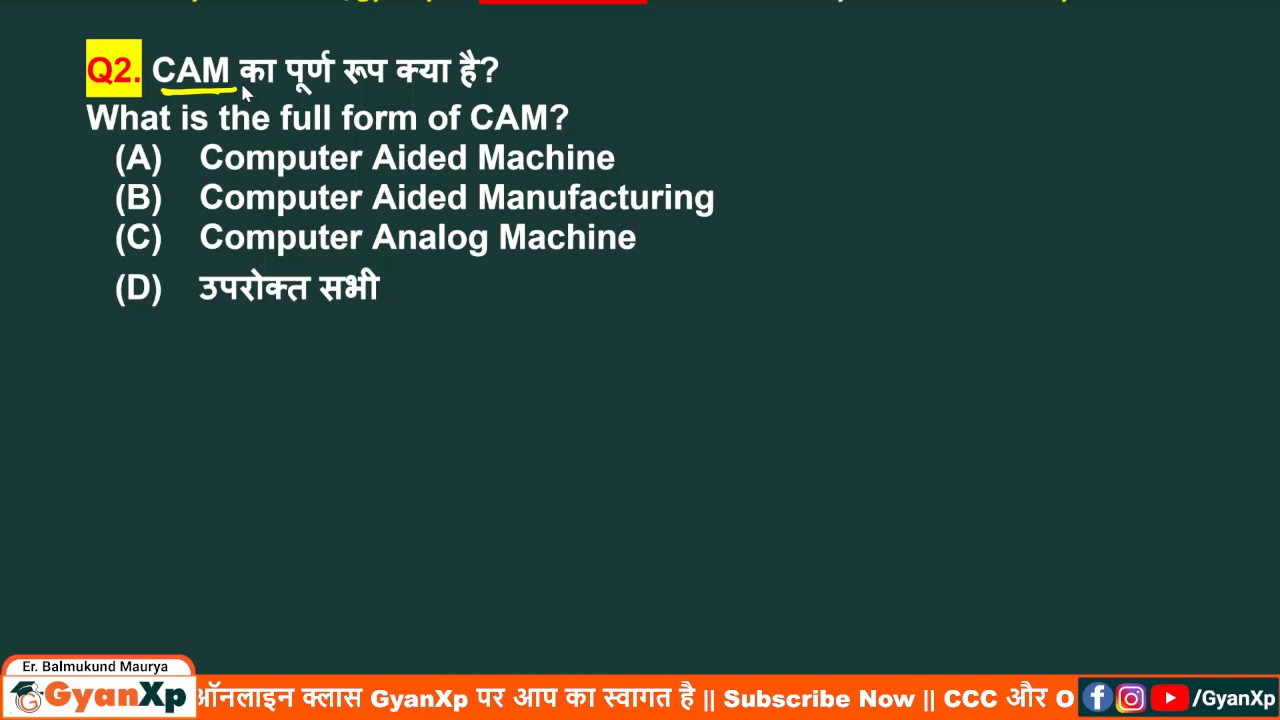 Q2. CAM का पूर्ण रूप क्या है?
What is the full form of CAM?
(A) Computer Aided Machine
(B) Computer Aided Manufacturing
(C) Computer Analog Machine
(D) उपरोक्त सभी
Er. Balmukund Maurya
GyanXp
ऑनलाइन क्लास GyanXp पर आप का स्वागत है || Subscribe Now || CCC और O
/GyanXp